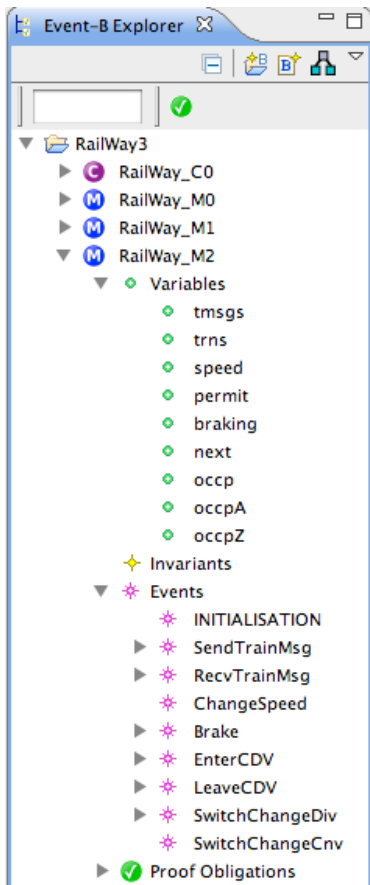 Event-B Explorer
RailWay3
C RailWay_C0
M RailWay_M0
M RailWay_M1
M RailWay_M2
Variables
tmsgs
trns
speed
permit
braking
next
occp
occpA
occpZ
Invariants
Events
INITIALISATION
SendTrainMsg
RecvTrainMsg
ChangeSpeed
Brake
EnterCDV
LeaveCDV
SwitchChangeDiv
SwitchChangeCnv
Proof Obligations